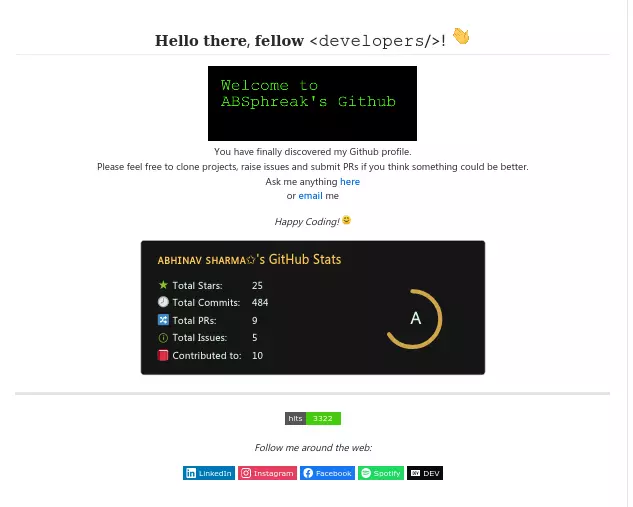 Hello there, fellow <developers/>! 👋
Welcome to
ABSphreak's Github
You have finally discovered my Github profile.
Please feel free to clone projects, raise issues and submit PRs if you think something could be better.
Ask me anything here
or email me
Happy Coding! 😊
ᴀʙʜɪɴᴀᴠ sʜᴀʀᴍᴀ✩'s GitHub Stats
Total Stars: 25
Total Commits: 484
Total PRs: 9
Total Issues: 5
Contributed to: 10
A
hits 3322
Follow me around the web:
LinkedIn Instagram Facebook Spotify DEV